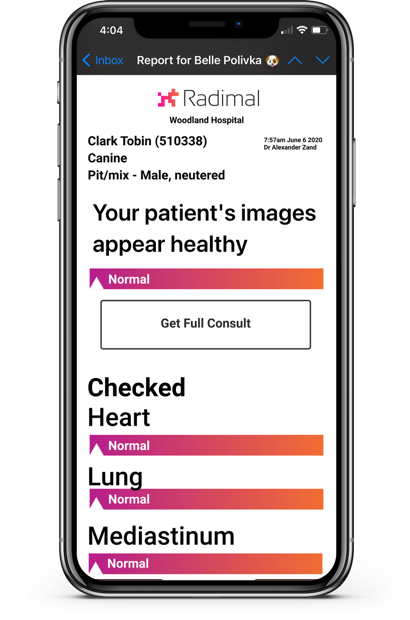 4:04
Inbox
Report for Belle Polivka 🐶
Radimal
Woodland Hospital
Clark Tobin (510338)
7:57am June 6 2020
Dr Alexander Zand
Canine
Pit/mix - Male, neutered
Your patient's images
appear healthy
Normal
Get Full Consult
Checked
Heart
Normal
Lung
Normal
Mediastinum
Normal